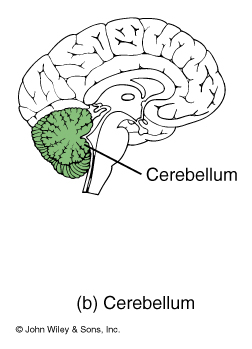 Cerebellum
(b) Cerebellum
© John Wiley & Sons, Inc.